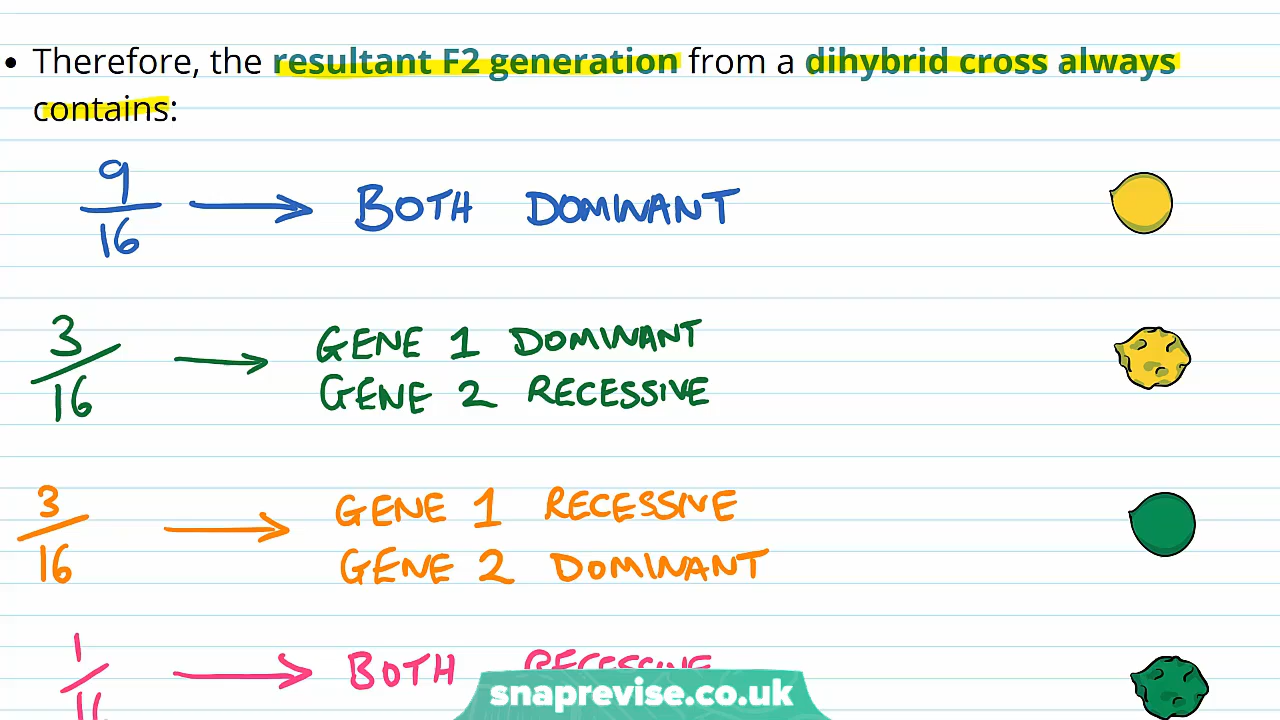 • Therefore, the resultant F2 generation from a dihybrid cross always
contains:
9/16 → BOTH DOMINANT
3/16 → GENE 1 DOMINANT
GENE 2 RECESSIVE
3/16 → GENE 1 RECESSIVE
GENE 2 DOMINANT
1/16 → BOTH RECESSIVE
snaprevise.co.uk